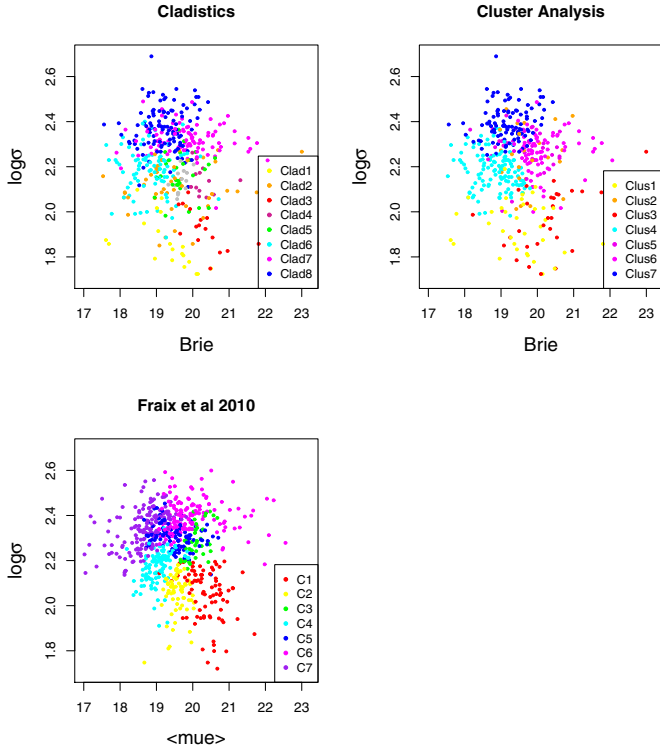 Cladistics
Cluster Analysis
logσ
2.6
2.4
2.2
2.0
1.8
Clad1
Clad2
Clad3
Clad4
Clad5
Clad6
Clad7
Clad8
17 18 19 20 21 22 23
Brie
logσ
2.6
2.4
2.2
2.0
1.8
Clus1
Clus2
Clus3
Clus4
Clus5
Clus6
Clus7
17 18 19 20 21 22 23
Brie
Fraix et al 2010
logσ
2.6
2.4
2.2
2.0
1.8
C1
C2
C3
C4
C5
C6
C7
17 18 19 20 21 22 23
<mue>